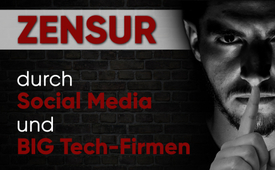 ZENSUR
durch
Social Media
und
BIG Tech-Firmen